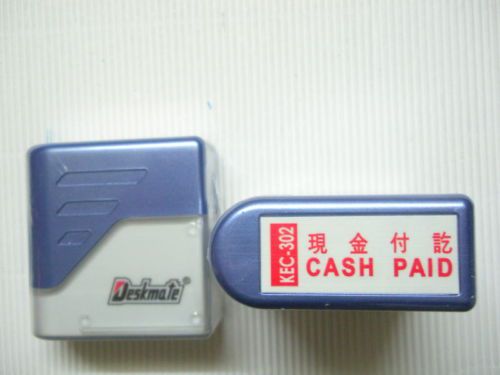 Deskmate®
KEC-302
現金付訖
CASH PAID